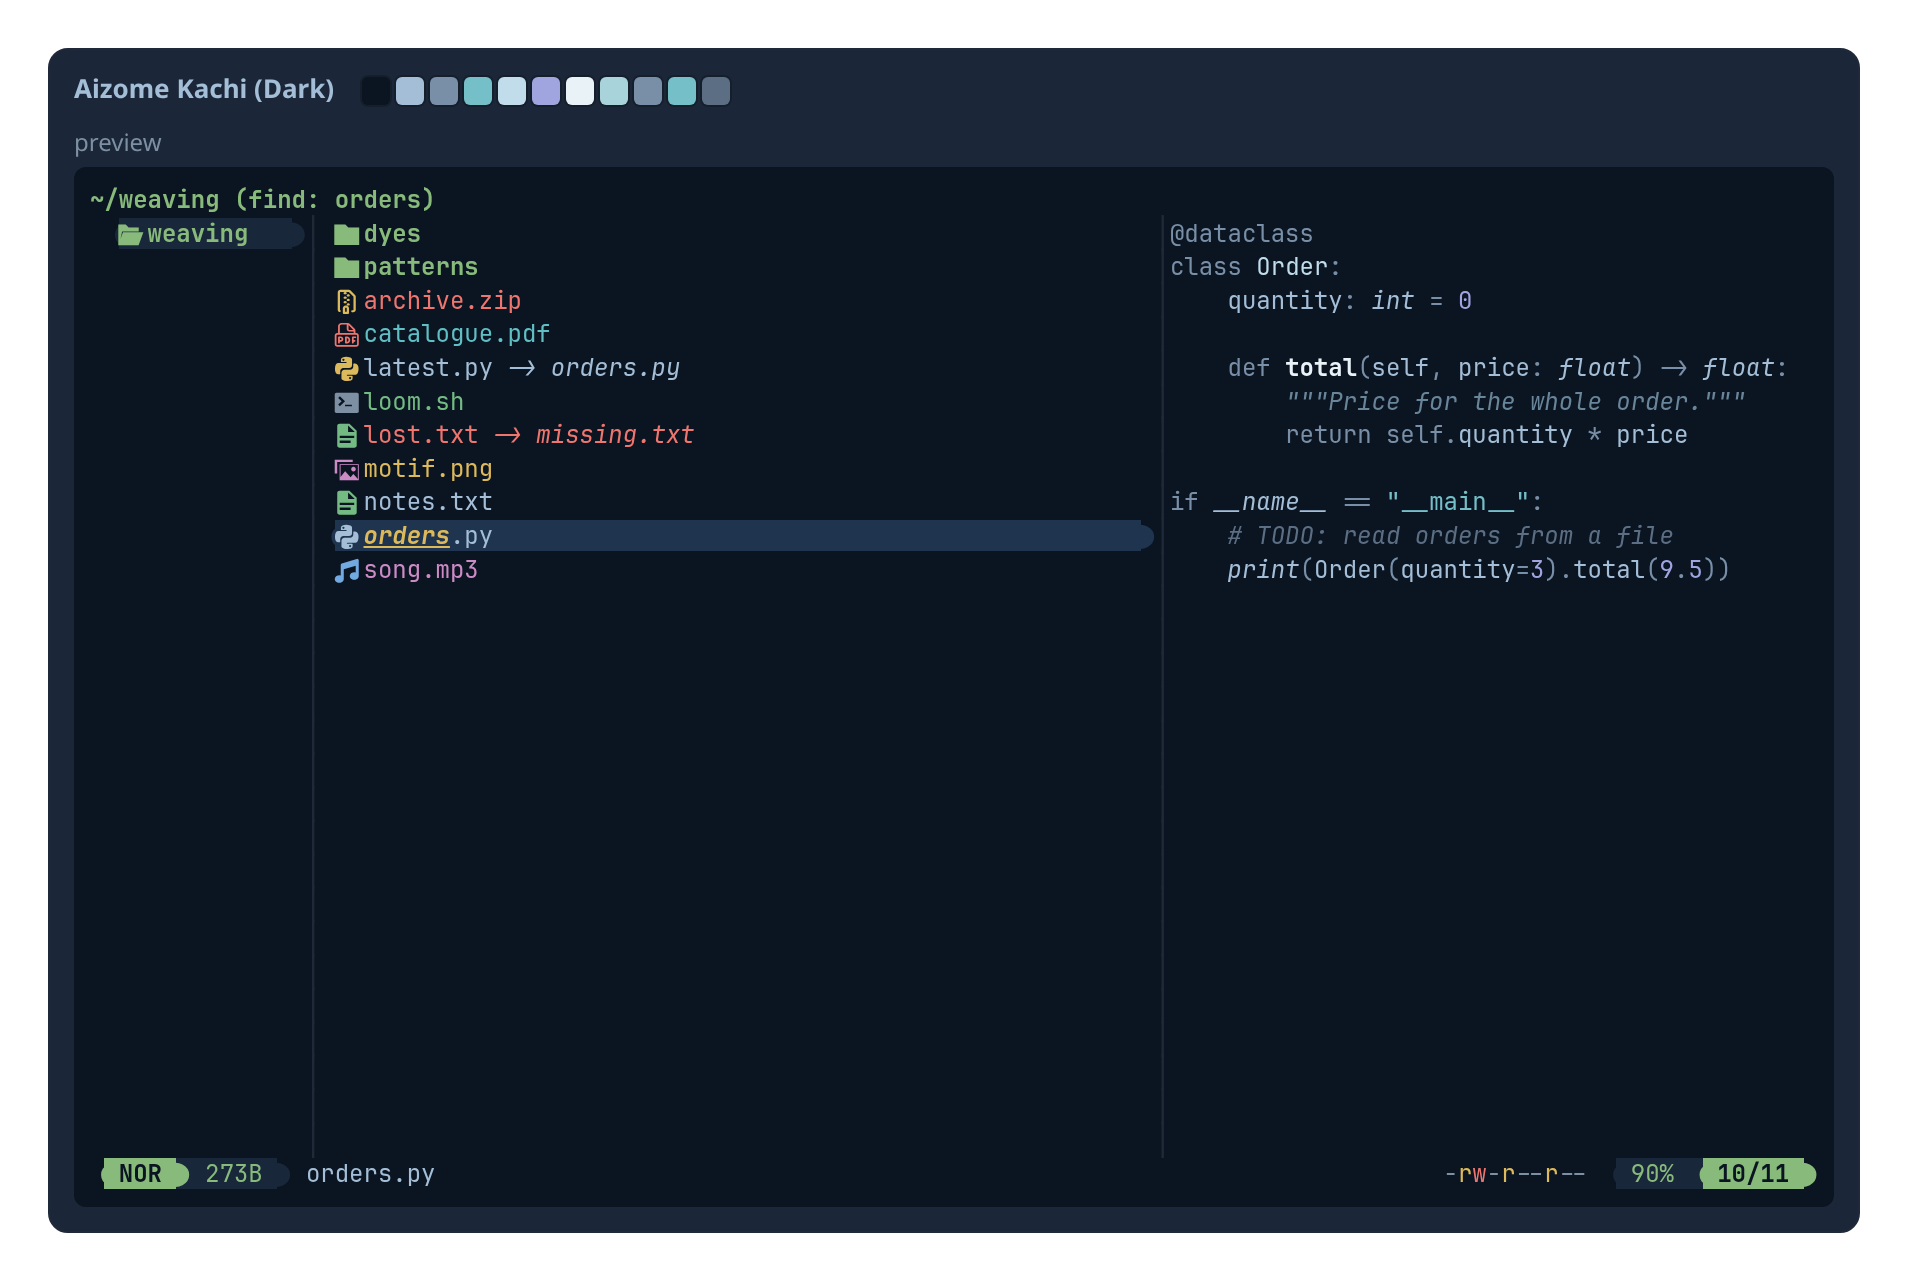 Aizome Kachi (Dark)
preview
~/weaving (find: orders)
weaving
dyes
patterns
archive.zip
catalogue.pdf
latest.py -> orders.py
loom.sh
lost.txt -> missing.txt
motif.png
notes.txt
orders.py
song.mp3
@dataclass
class Order:
    quantity: int = 0
    def total(self, price: float) -> float:
        """Price for the whole order."""
        return self.quantity * price
if __name__ == "__main__":
    # TODO: read orders from a file
    print(Order(quantity=3).total(9.5))
NOR 273B orders.py -rw-r--r-- 90% 10/11